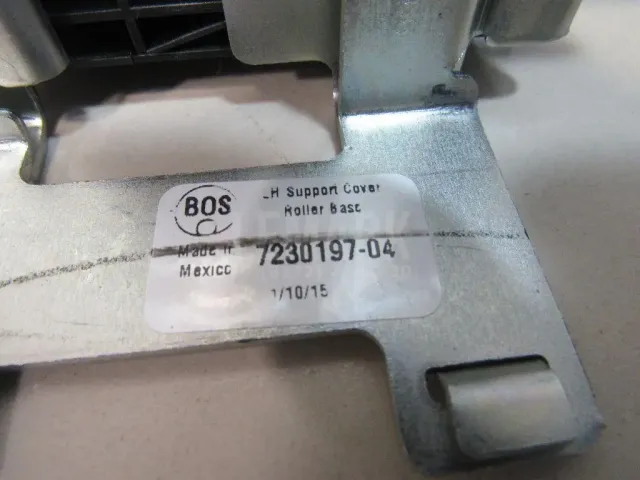 BOS
LH Support Cover
Roller Base
Made in
Mexico
7230197-04
1/10/15